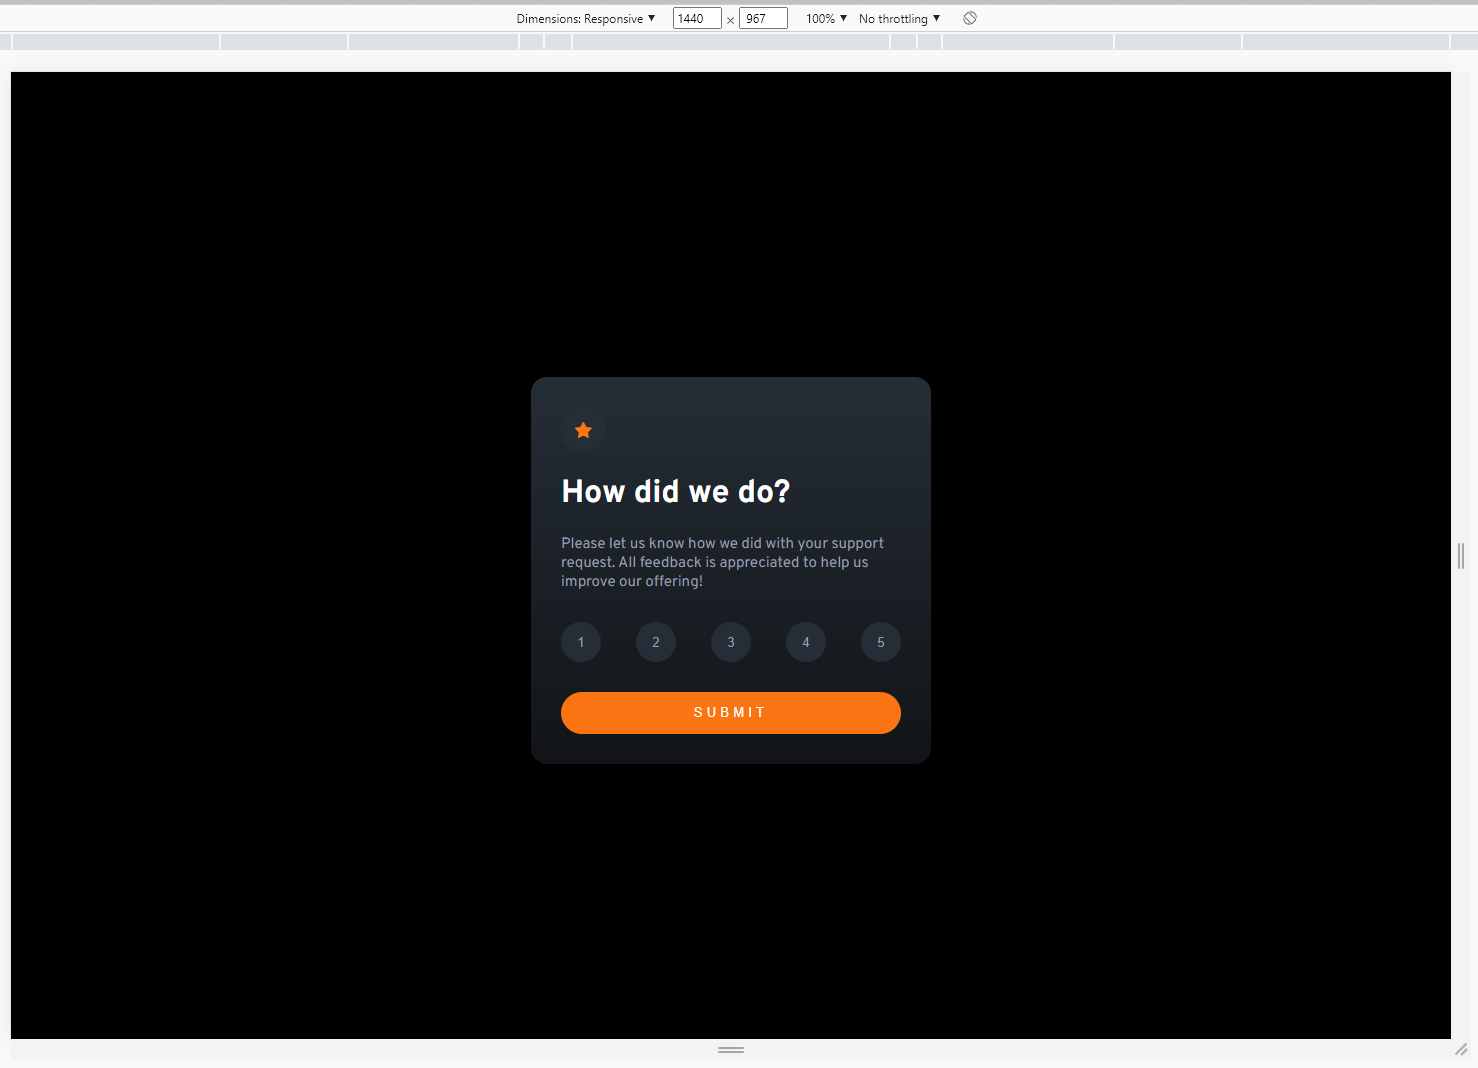 Dimensions: Responsive ▼ 1440 × 967 100% ▼ No throttling ▼
How did we do?
Please let us know how we did with your support
request. All feedback is appreciated to help us
improve our offering!
1 2 3 4 5
SUBMIT